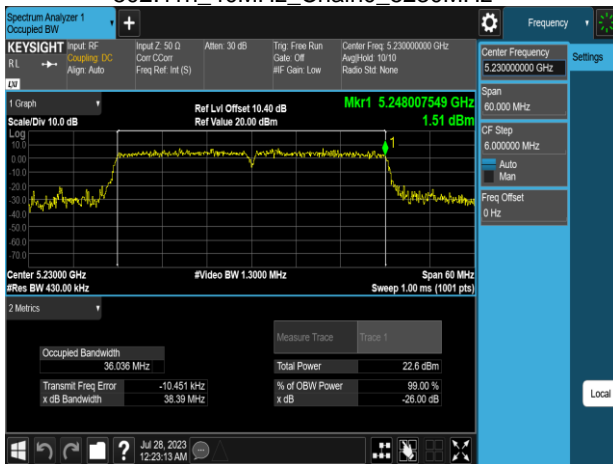 Spectrum Analyzer 1
Occupied BW
+
Frequency
KEYSIGHT
RL
LXI
Input: RF
Coupling: DC
Align: Auto
Input Z: 50 Ω
Corr CCorr
Freq Ref: Int (S)
Atten: 30 dB
Trig: Free Run
Gate: Off
#IF Gain: Low
Center Freq: 5.230000000 GHz
Avg|Hold: 10/10
Radio Std: None
1 Graph
Scale/Div 10.0 dB
Ref Lvl Offset 10.40 dB
Ref Value 20.00 dBm
Mkr1 5.248007549 GHz
1.51 dBm
Log
10.0
0.00
-10.0
-20.0
-30.0
-40.0
-50.0
-60.0
-70.0
1
Center 5.23000 GHz
#Res BW 430.00 kHz
#Video BW 1.3000 MHz
Span 60 MHz
Sweep 1.00 ms (1001 pts)
2 Metrics
Measure Trace
Trace 1
Occupied Bandwidth
36.036 MHz
Total Power
22.6 dBm
Transmit Freq Error
-10.451 kHz
% of OBW Power
99.00 %
x dB Bandwidth
38.39 MHz
x dB
-26.00 dB
Center Frequency
5.230000000 GHz
Settings
Span
60.000 MHz
CF Step
6.000000 MHz
Auto
Man
Freq Offset
0 Hz
Local
?
Jul 28, 2023
12:23:13 AM